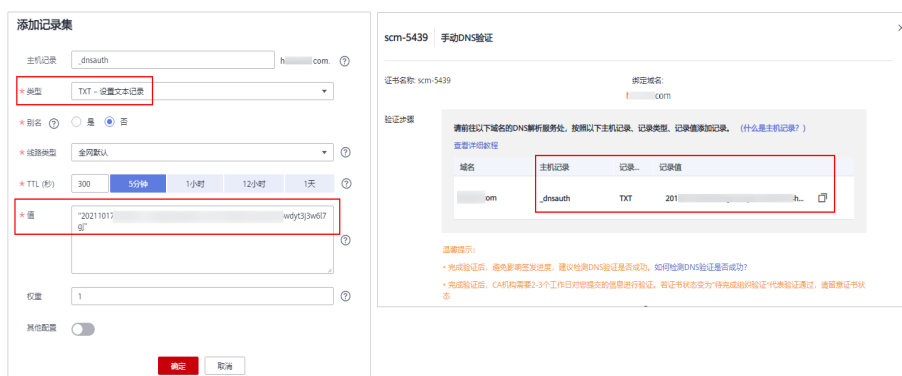 添加记录集
主机记录 _dnsauth h com. ?
* 类型 TXT – 设置文本记录
* 别名 ? 是 否
* 线路类型 全网默认 ?
* TTL (秒) 300 5分钟 1小时 12小时 1天 ?
* 值 "20211017 wdyt3j3w6l7
gj" ?
权重 1 ?
其他配置
确定 取消
scm-5439 手动DNS验证
证书名称: scm-5439 绑定域名:
com
验证步骤
请前往以下域名的DNS解析服务处，按照以下主机记录、记录类型、记录值添加记录。 （什么是主机记录？）
查看详细教程
域名 主机记录 记录... 记录值
om _dnsauth TXT 201 h...
温馨提示:
• 完成验证后，避免影响签发进度，建议检测DNS验证是否成功。如何检测DNS验证是否成功?
• 完成验证后，CA机构需要2-3个工作日对您提交的信息进行验证。若证书状态变为"待完成组织验证"代表验证通过，请留意证书状
态